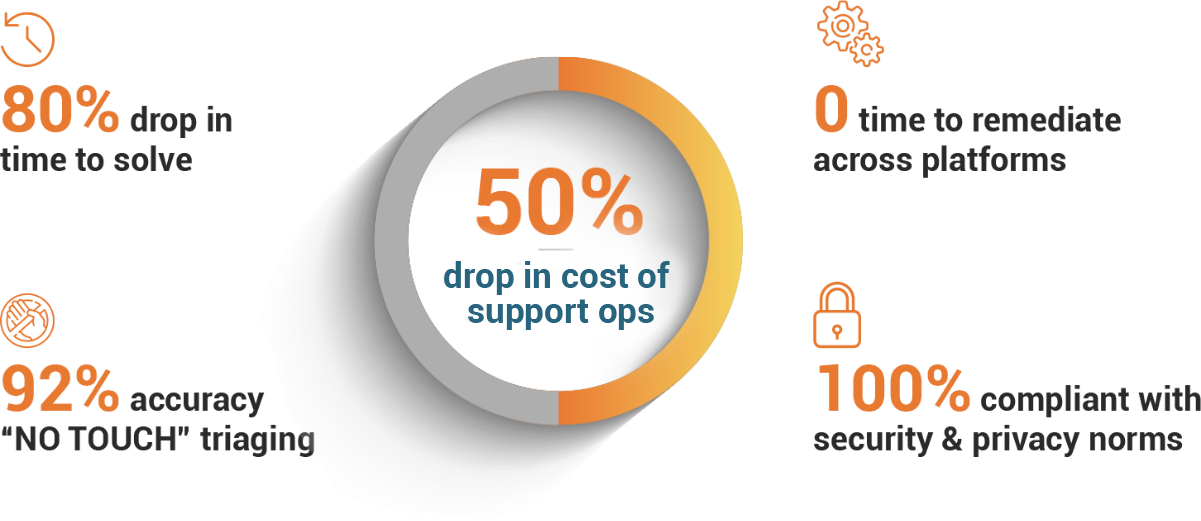 80% drop in
time to solve
92% accuracy
“NO TOUCH” triaging
50%
drop in cost of
support ops
0 time to remediate
across platforms
100% compliant with
security & privacy norms